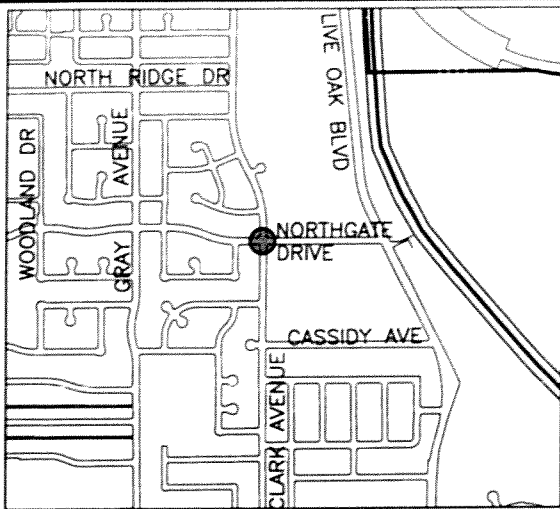 LIVE OAK BLVD
NORTH RIDGE DR
WOODLAND DR
GRAY AVENUE
NORTHGATE
DRIVE
CASSIDY AVE
CLARK AVENUE